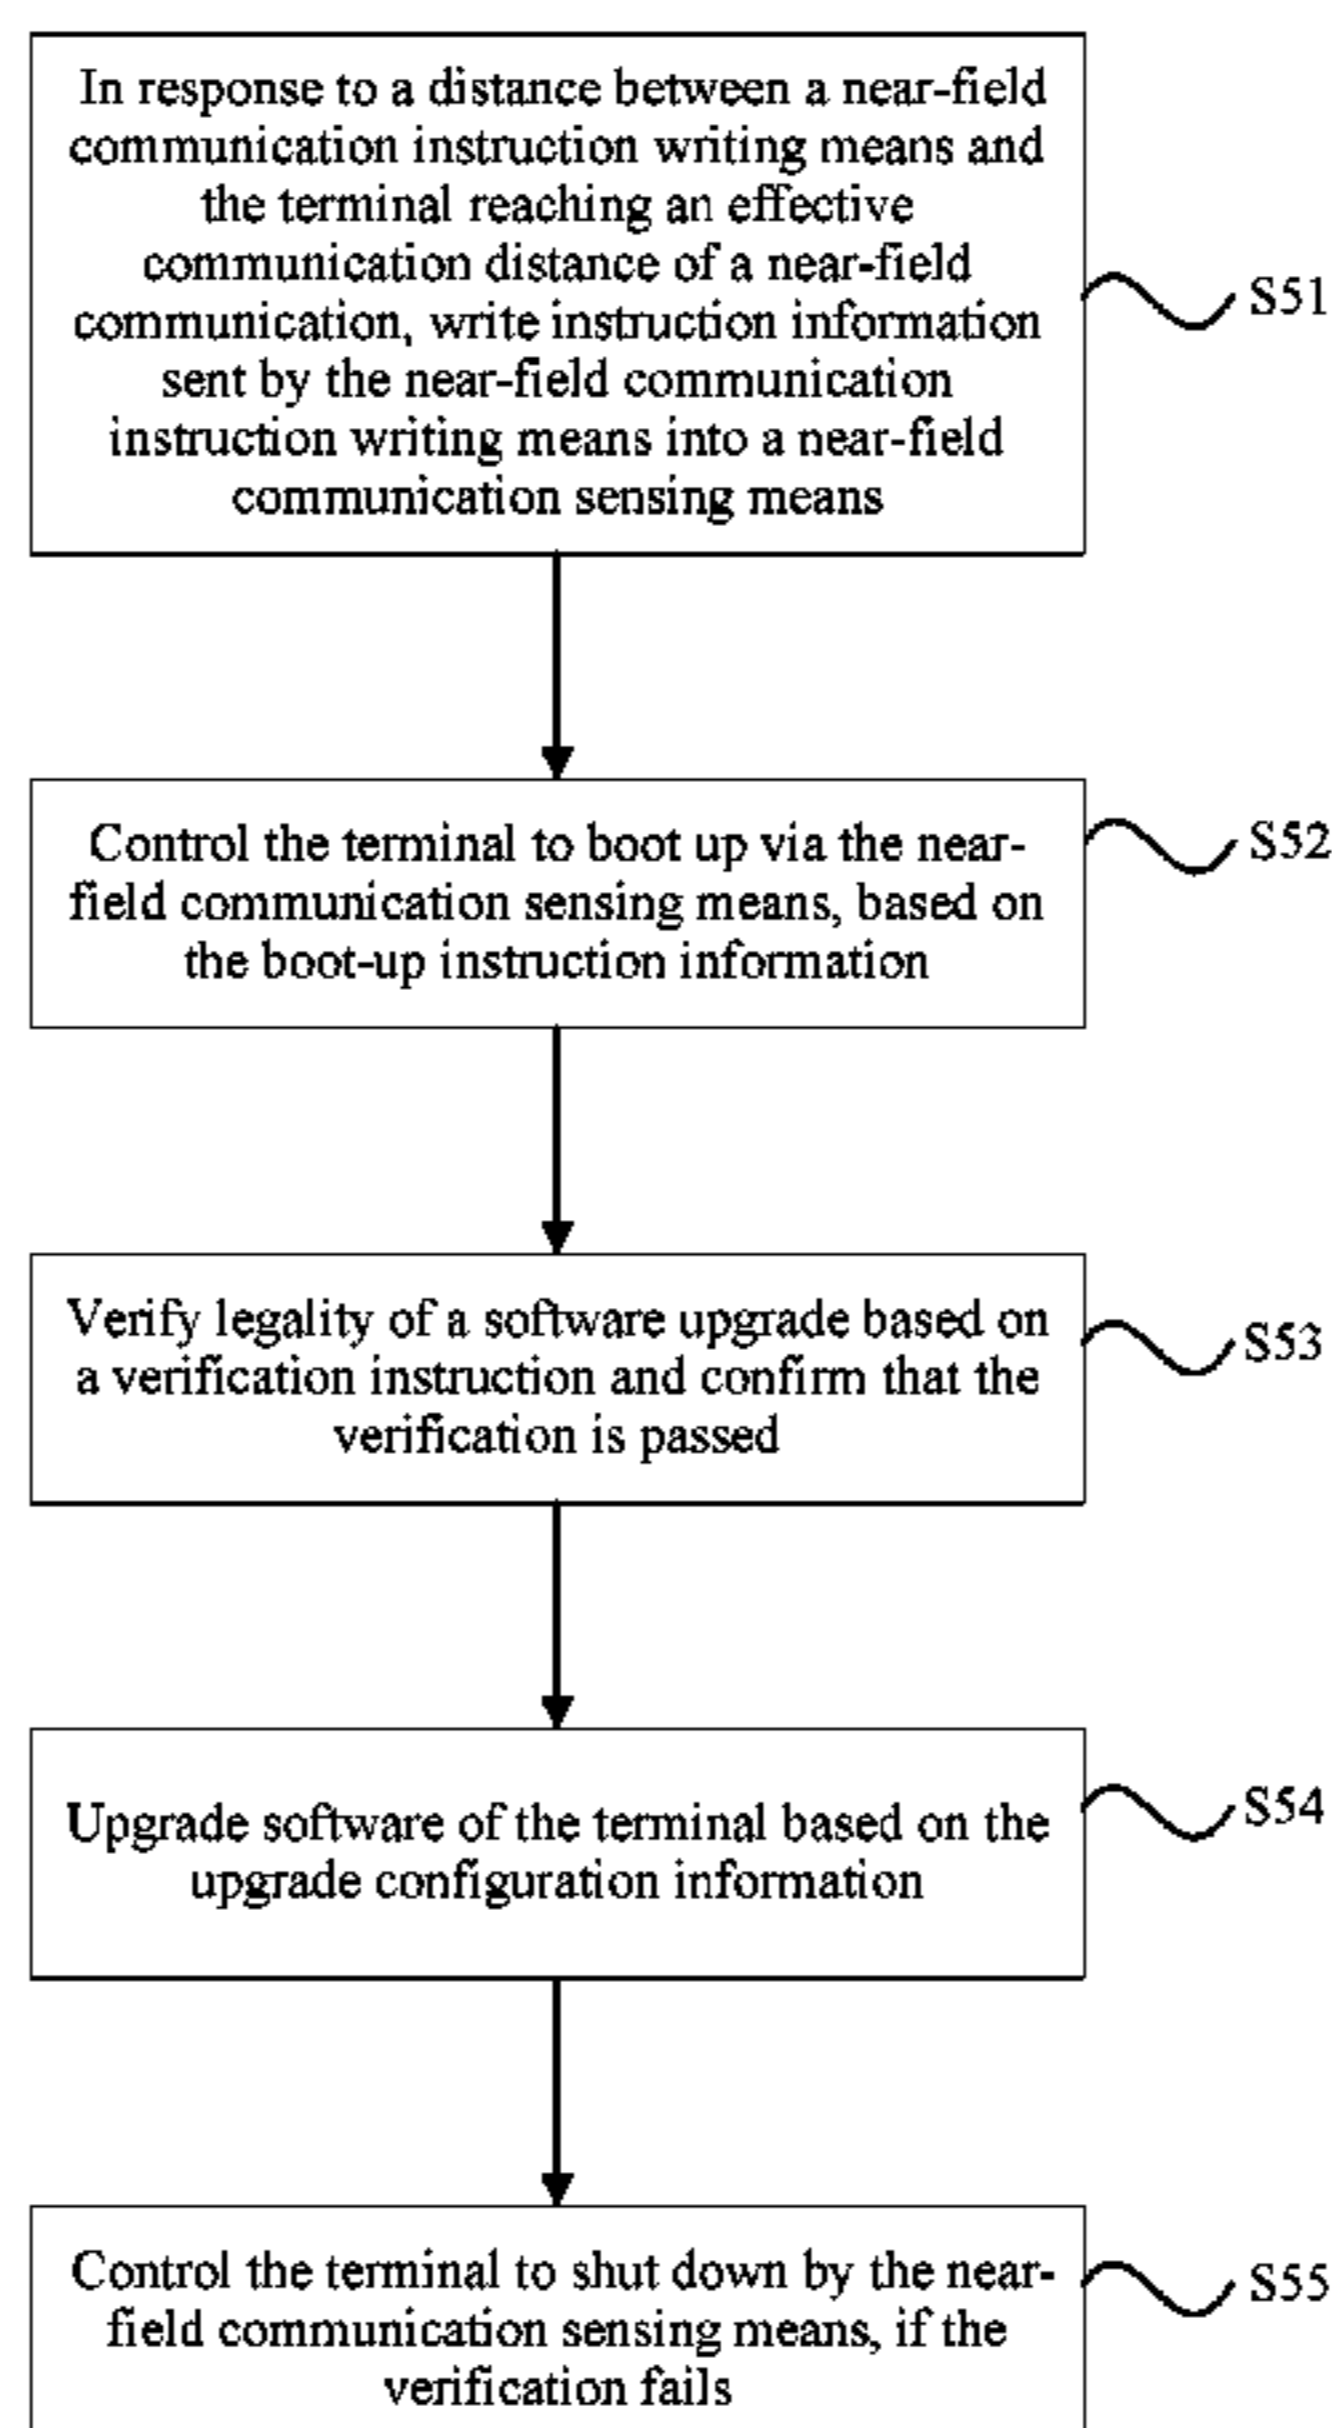 In response to a distance between a near-field
communication instruction writing means and
the terminal reaching an effective
communication distance of a near-field
communication, write instruction information
sent by the near-field communication
instruction writing means into a near-field
communication sensing means
S51
Control the terminal to boot up via the near-
field communication sensing means, based on
the boot-up instruction information
S52
Verify legality of a software upgrade based on
a verification instruction and confirm that the
verification is passed
S53
Upgrade software of the terminal based on the
upgrade configuration information
S54
Control the terminal to shut down by the near-
field communication sensing means, if the
verification fails
S55